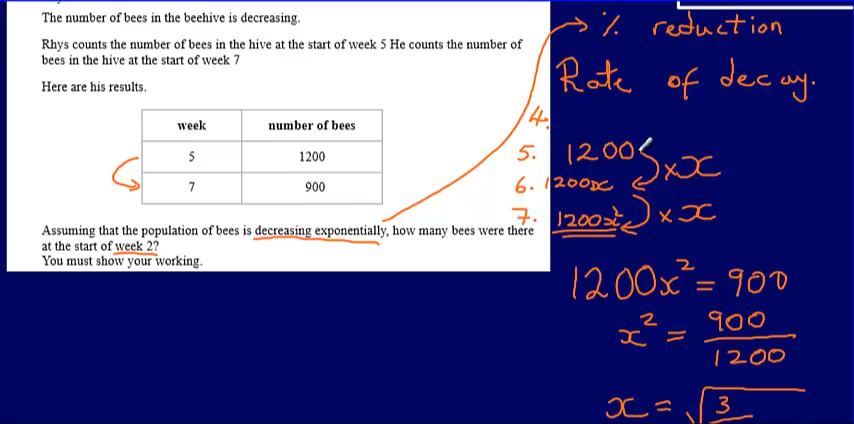 The number of bees in the beehive is decreasing.
Rhys counts the number of bees in the hive at the start of week 5 He counts the number of
bees in the hive at the start of week 7
Here are his results.
week number of bees
5 1200
7 900
Assuming that the population of bees is decreasing exponentially, how many bees were there
at the start of week 2?
You must show your working.
% reduction
Rate of decay.
4.
5. 1200 ×x
6. 1200x
7. 1200x² ×x
1200x² = 900
x² = 900
1200
x = √3